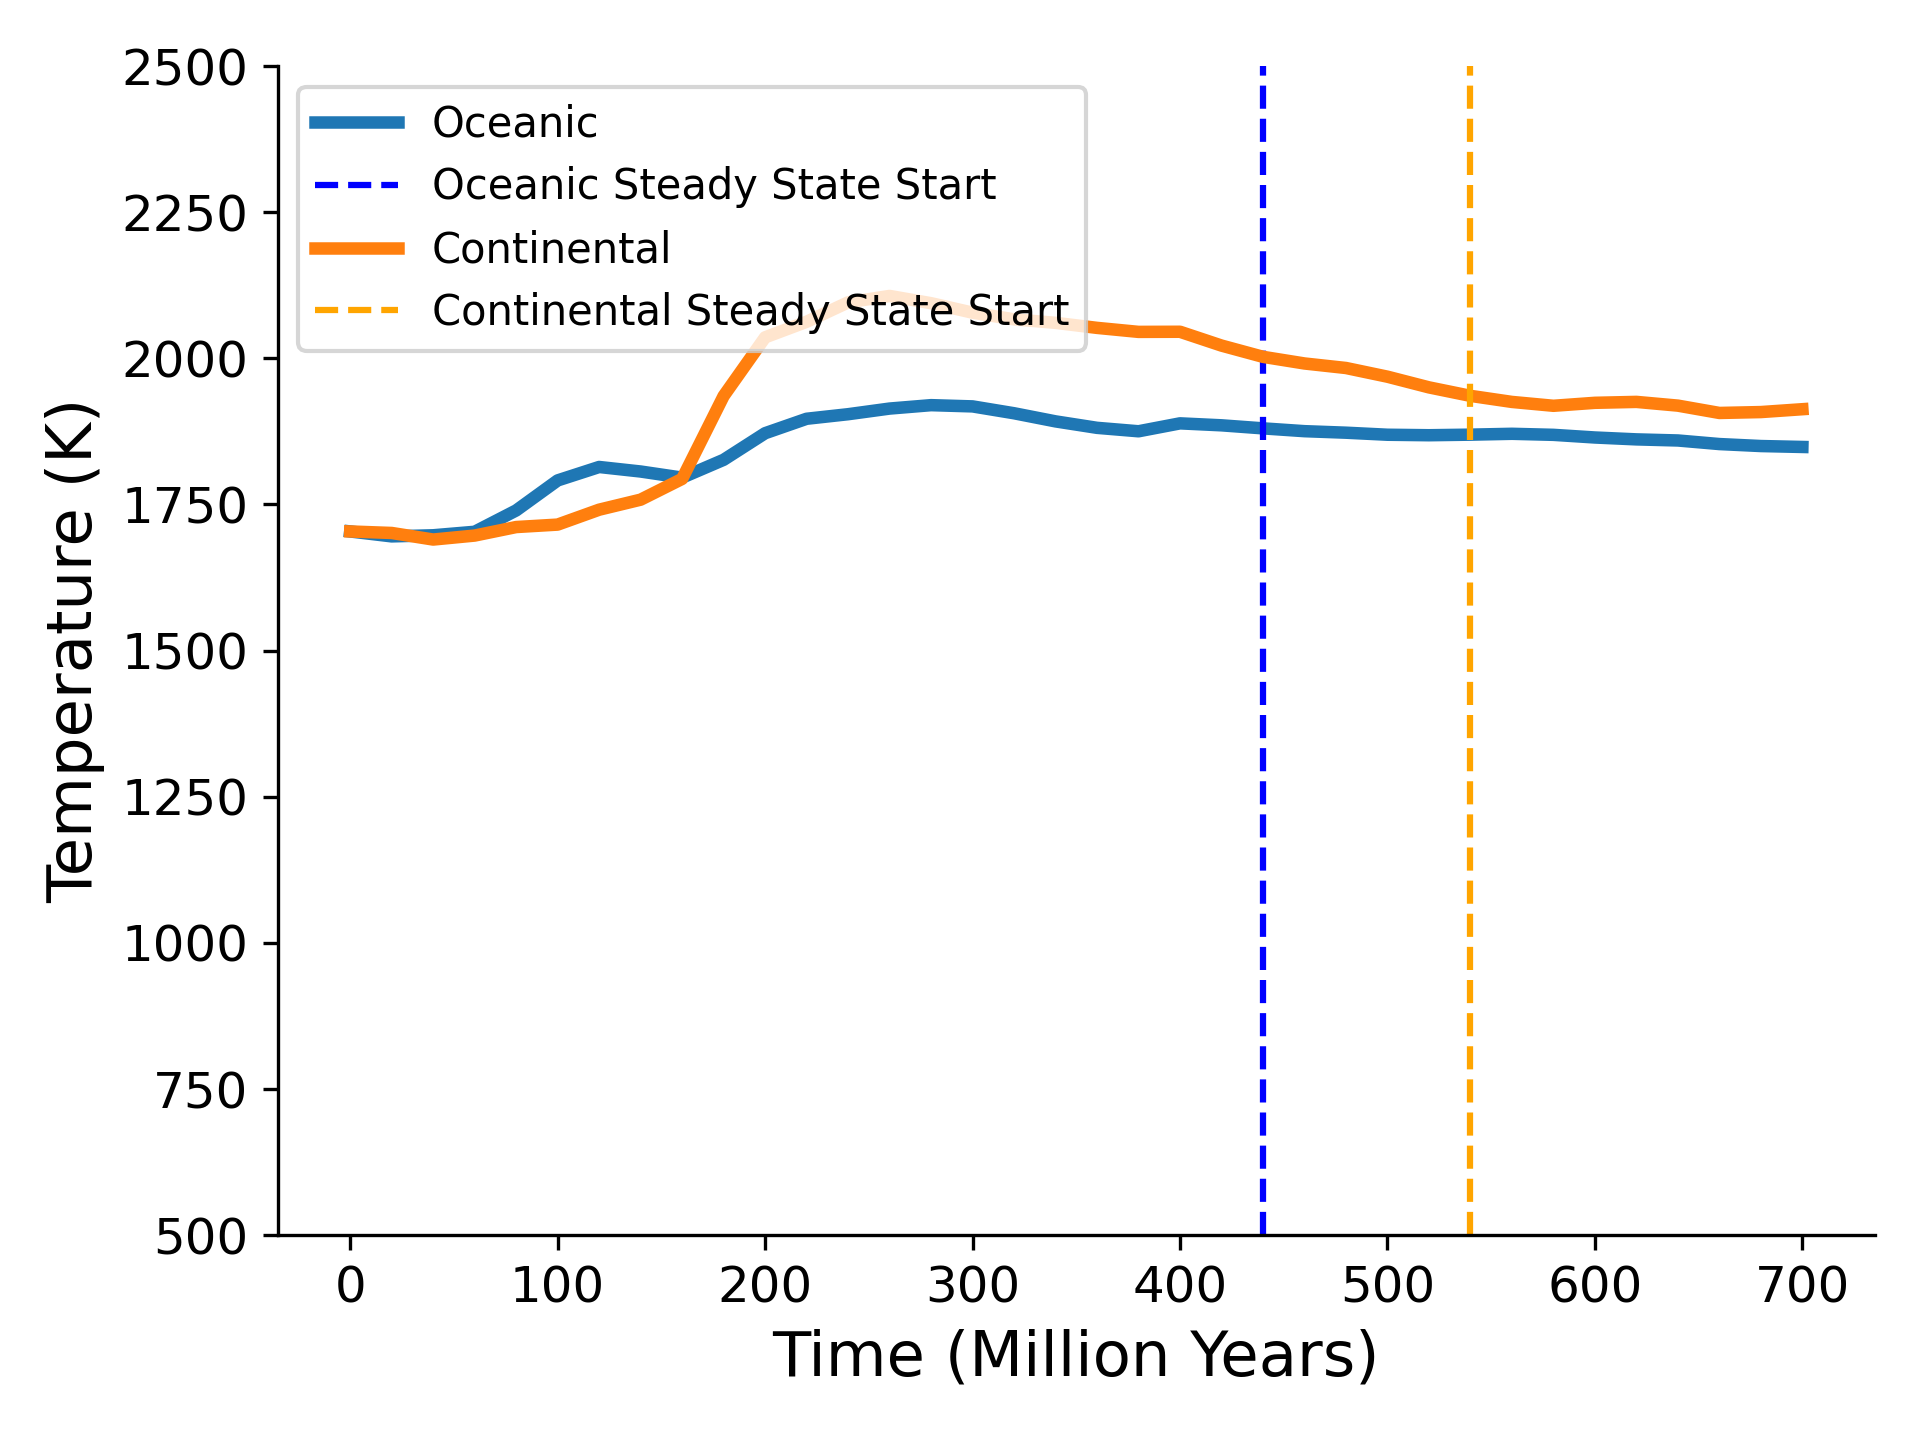 2500
2250
2000
1750
1500
1250
1000
750
500
Temperature (K)
Oceanic
Oceanic Steady State Start
Continental
Continental Steady State Start
0 100 200 300 400 500 600 700
Time (Million Years)